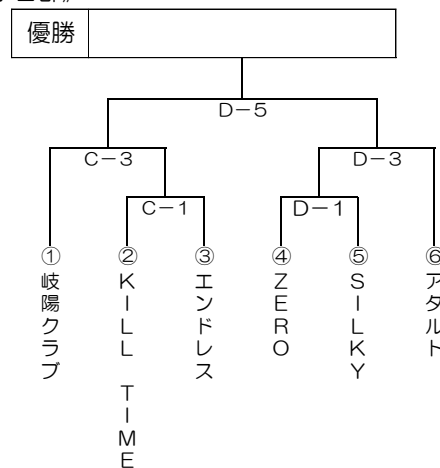 優勝
D-5
C-3
D-3
C-1
D-1
① 岐陽クラブ
② KILL TIME
③ エンドレス
④ ZERO
⑤ SILKY
⑥ アダルト